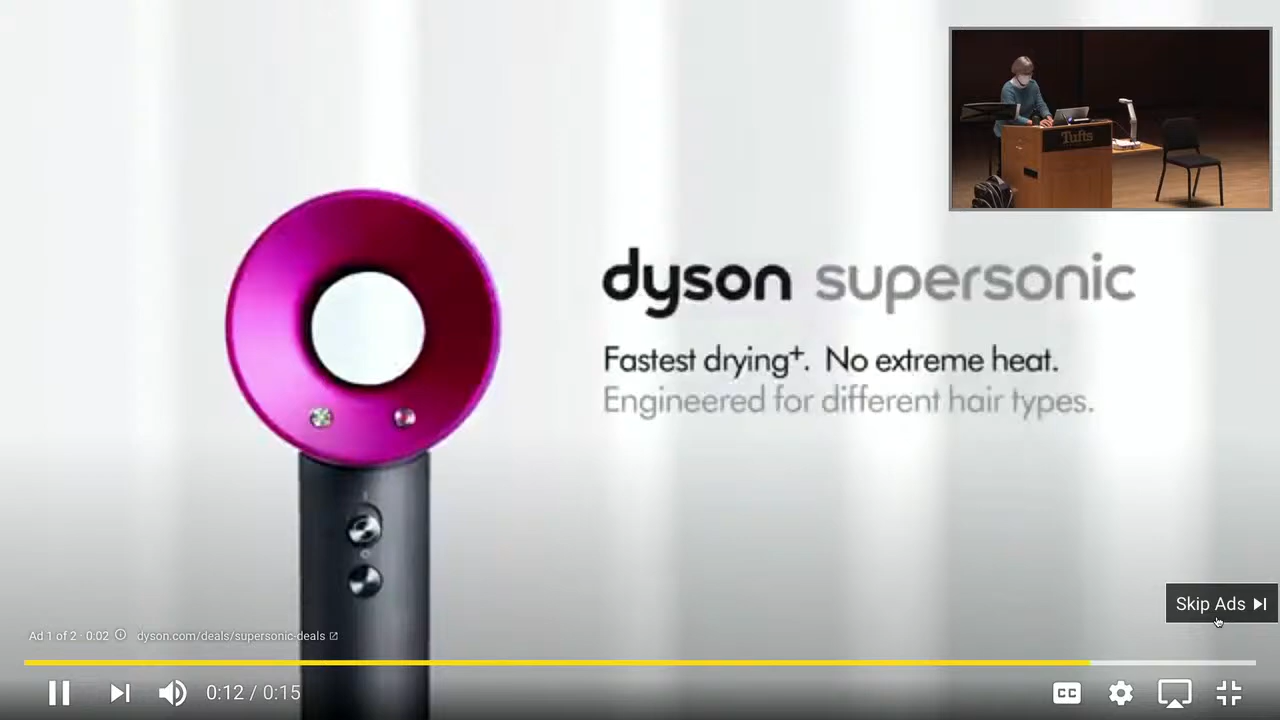 Tufts
dyson supersonic
Fastest drying+. No extreme heat.
Engineered for different hair types.
Skip Ads
Ad 1 of 2 · 0:02 dyson.com/deals/supersonic-deals
0:12 / 0:15
CC